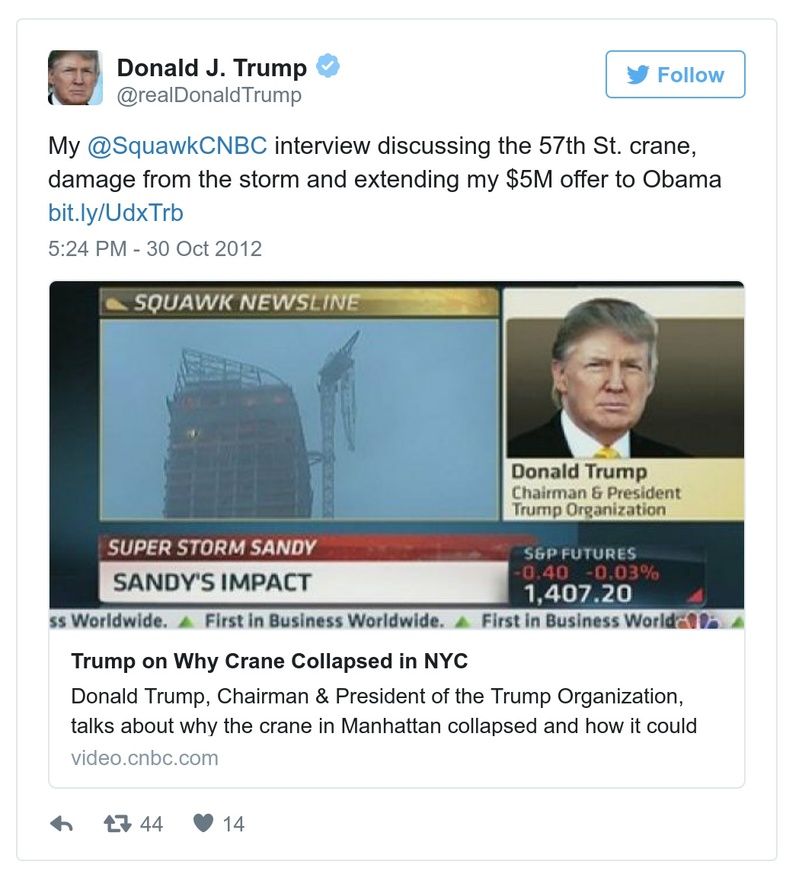 Donald J. Trump
@realDonaldTrump
Follow
My @SquawkCNBC interview discussing the 57th St. crane,
damage from the storm and extending my $5M offer to Obama
bit.ly/UdxTrb
5:24 PM - 30 Oct 2012
SQUAWK NEWSLINE
Donald Trump
Chairman & President
Trump Organization
SUPER STORM SANDY
SANDY'S IMPACT
S&P FUTURES
-0.40 -0.03%
1,407.20
ss Worldwide. First in Business Worldwide. First in Business World
Trump on Why Crane Collapsed in NYC
Donald Trump, Chairman & President of the Trump Organization,
talks about why the crane in Manhattan collapsed and how it could
video.cnbc.com
44
14